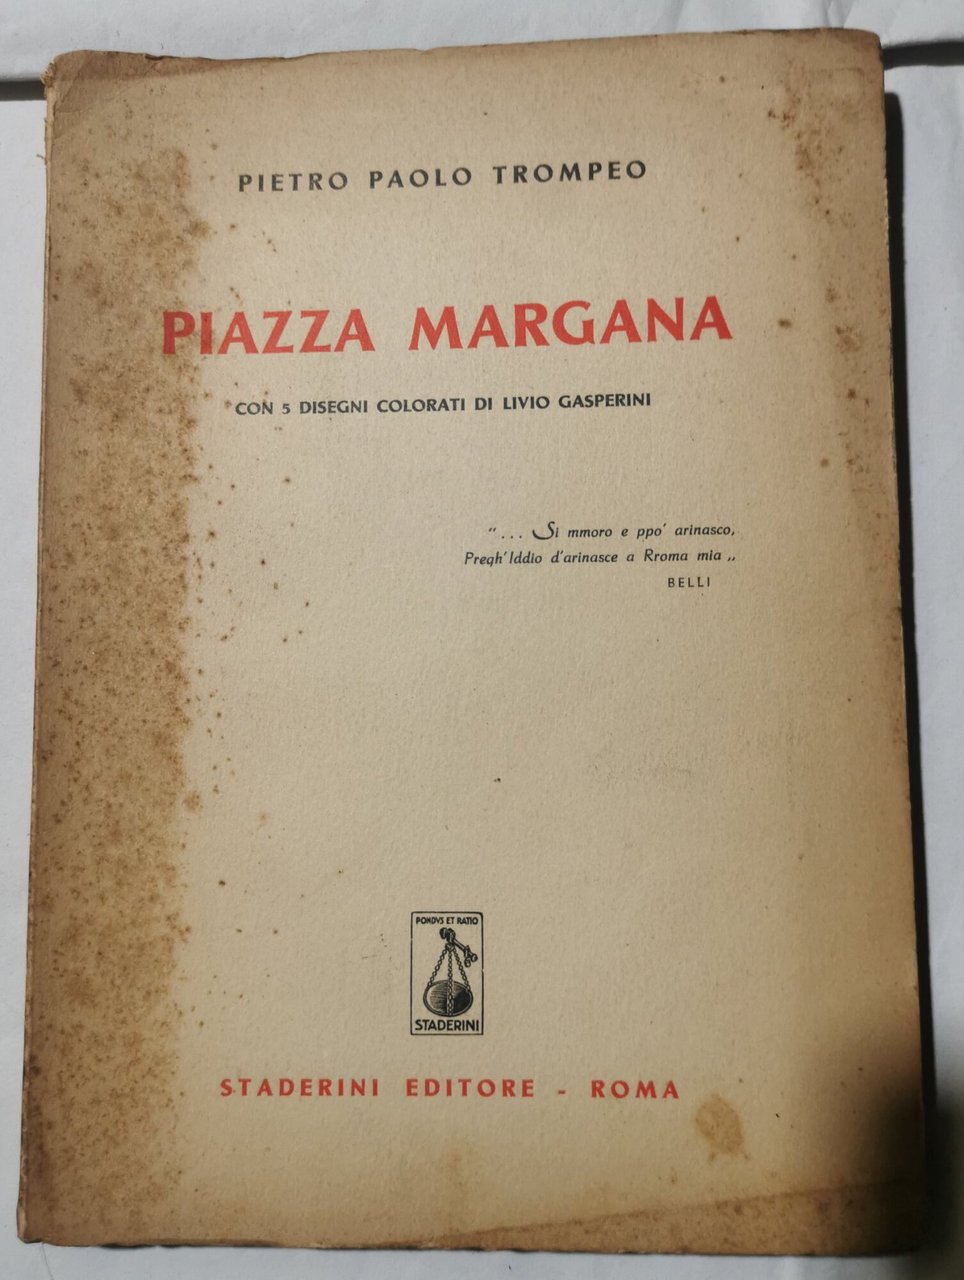 PIETRO PAOLO TROMPEO
PIAZZA MARGANA
CON 5 DISEGNI COLORATI DI LIVIO GASPERINI
"... Si mmoro e ppo' arinasco,
Pregh'Iddio d'arinasce a Rroma mia „
BELLI
PONDVS ET RATIO
STADERINI
STADERINI EDITORE - ROMA